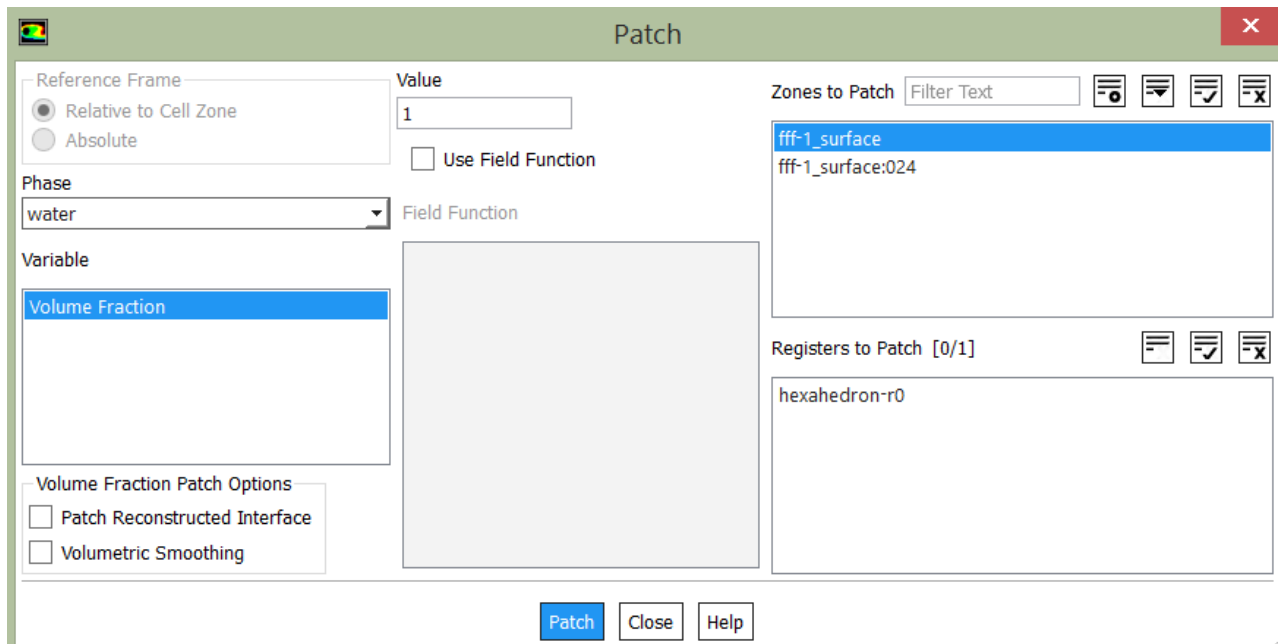 Patch
Reference Frame
Relative to Cell Zone
Absolute
Phase
water
Variable
Volume Fraction
Volume Fraction Patch Options
Patch Reconstructed Interface
Volumetric Smoothing
Value
1
Use Field Function
Field Function
Zones to Patch Filter Text
fff-1_surface
fff-1_surface:024
Registers to Patch [0/1]
hexahedron-r0
Patch Close Help